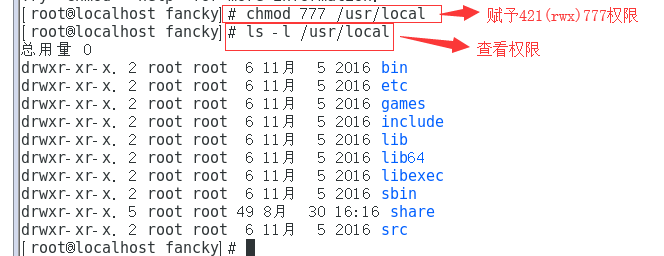 [root@localhost fancky]# chmod 777 /usr/local
赋予421(rwx)777权限
[root@localhost fancky]# ls -l /usr/local
查看权限
总用量 0
drwxr-xr-x. 2 root root  6 11月  5 2016 bin
drwxr-xr-x. 2 root root  6 11月  5 2016 etc
drwxr-xr-x. 2 root root  6 11月  5 2016 games
drwxr-xr-x. 2 root root  6 11月  5 2016 include
drwxr-xr-x. 2 root root  6 11月  5 2016 lib
drwxr-xr-x. 2 root root  6 11月  5 2016 lib64
drwxr-xr-x. 2 root root  6 11月  5 2016 libexec
drwxr-xr-x. 2 root root  6 11月  5 2016 sbin
drwxr-xr-x. 5 root root 49 8月  30 16:16 share
drwxr-xr-x. 2 root root  6 11月  5 2016 src
[root@localhost fancky]#